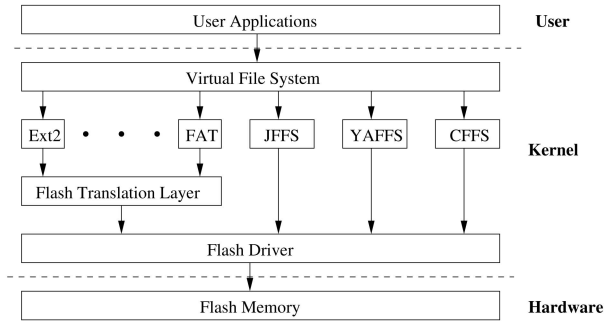 User Applications
User
Virtual File System
Ext2 • • • FAT JFFS YAFFS CFFS
Kernel
Flash Translation Layer
Flash Driver
Flash Memory
Hardware